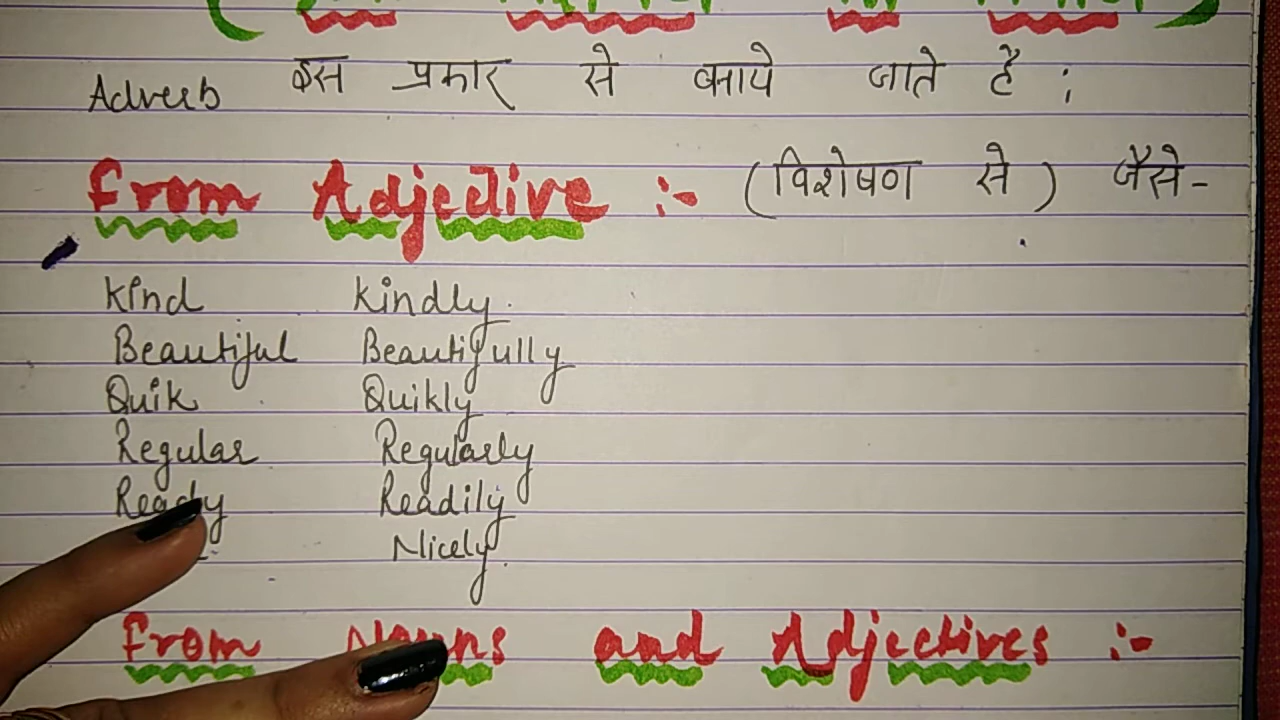 Adverb इस प्रकार से बनाये जाते है ;
from Adjective :- (विशेषण से) जैसे-
Kind Kindly.
Beautiful Beautifully
Quik Quikly
Regular Regularly
Ready Readily
Nicely.
from Nouns and Adjectives :-